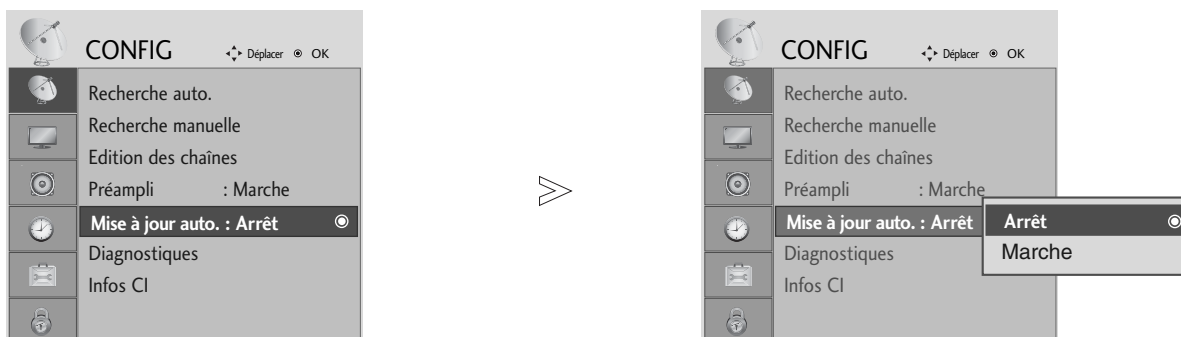 CONFIG
Déplacer OK
Recherche auto.
Recherche manuelle
Edition des chaînes
Préampli : Marche
Mise à jour auto. : Arrêt
Diagnostiques
Infos CI
CONFIG
Déplacer OK
Recherche auto.
Recherche manuelle
Edition des chaînes
Préampli : Marche
Mise à jour auto. : Arrêt
Diagnostiques
Infos CI
Arrêt
Marche